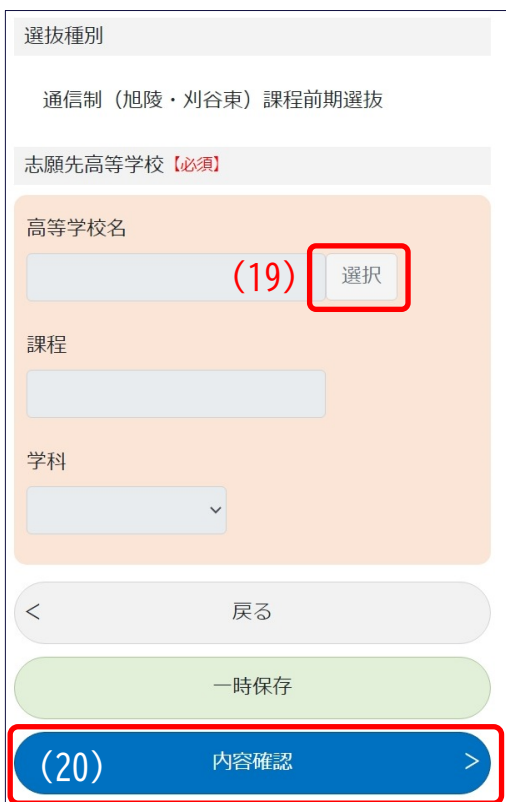 選抜種別
通信制（旭陵・刈谷東）課程前期選抜
志願先高等学校【必須】
高等学校名
(19) 選択
課程
学科
< 戻る
一時保存
(20) 内容確認 >